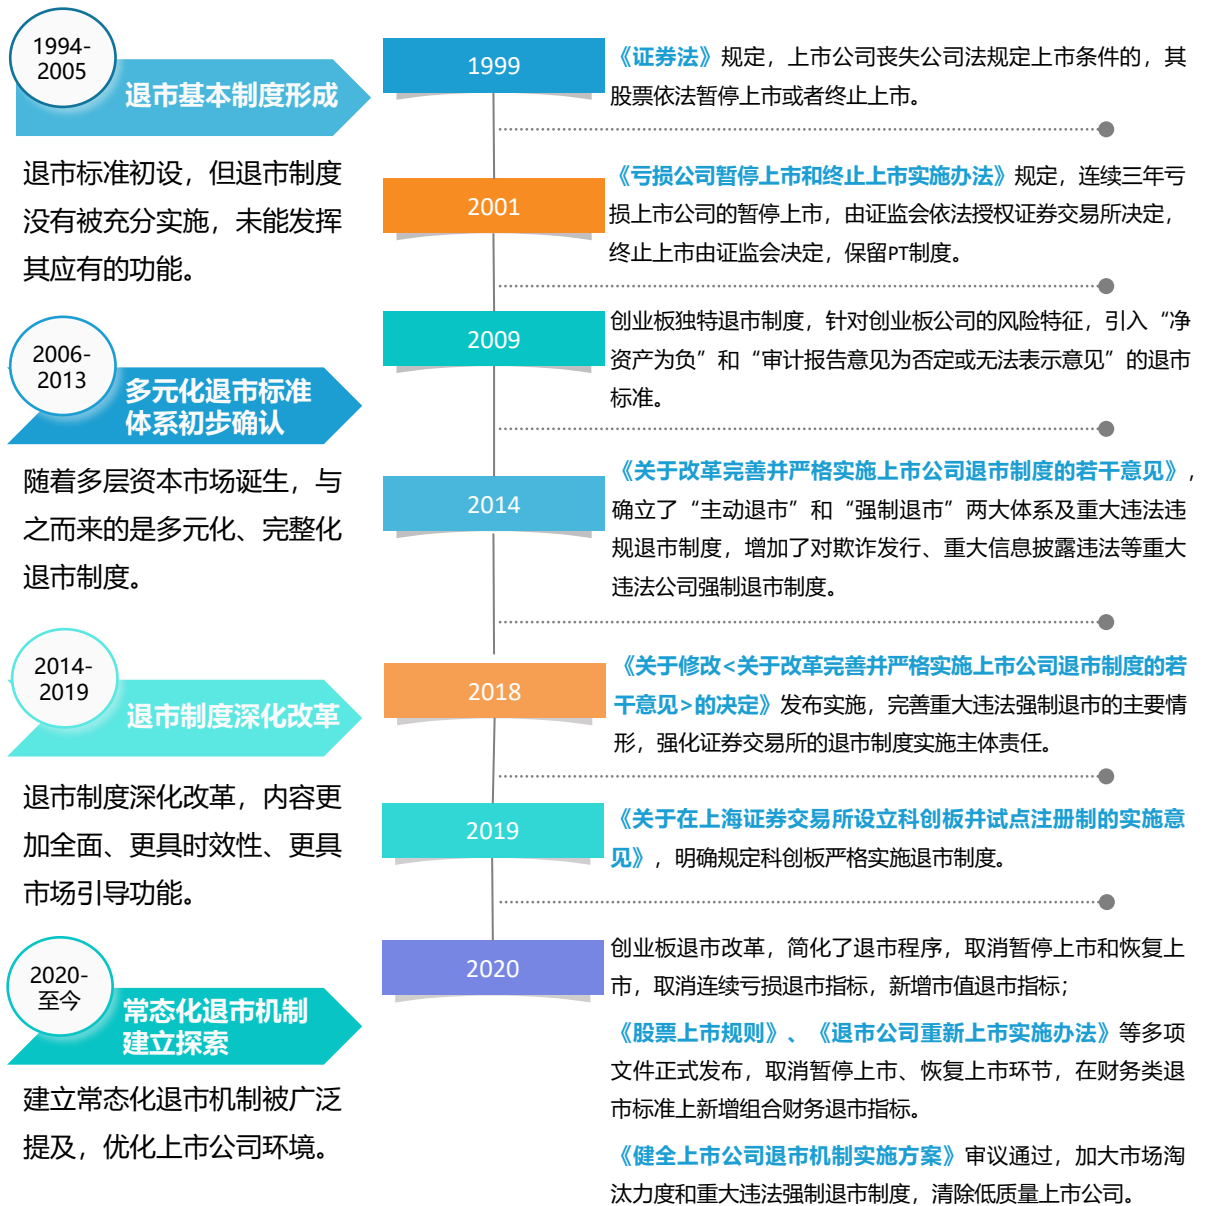 1994-
2005
退市基本制度形成
退市标准初设，但退市制度
没有被充分实施，未能发挥
其应有的功能。
2006-
2013
多元化退市标准
体系初步确认
随着多层资本市场诞生，与
之而来的是多元化、完整化
退市制度。
2014-
2019
退市制度深化改革
退市制度深化改革，内容更
加全面、更具时效性、更具
市场引导功能。
2020-
至今
常态化退市机制
建立探索
建立常态化退市机制被广泛
提及，优化上市公司环境。
1999
《证券法》规定，上市公司丧失公司法规定上市条件的，其
股票依法暂停上市或者终止上市。
2001
《亏损公司暂停上市和终止上市实施办法》规定，连续三年亏
损上市公司的暂停上市，由证监会依法授权证券交易所决定，
终止上市由证监会决定，保留PT制度。
2009
创业板独特退市制度，针对创业板公司的风险特征，引入“净
资产为负”和“审计报告意见为否定或无法表示意见”的退市
标准。
2014
《关于改革完善并严格实施上市公司退市制度的若干意见》，
确立了“主动退市”和“强制退市”两大体系及重大违法违
规退市制度，增加了对欺诈发行、重大信息披露违法等重大
违法公司强制退市制度。
2018
《关于修改<关于改革完善并严格实施上市公司退市制度的若
干意见>的决定》发布实施，完善重大违法强制退市的主要情
形，强化证券交易所的退市制度实施主体责任。
2019
《关于在上海证券交易所设立科创板并试点注册制的实施意
见》，明确规定科创板严格实施退市制度。
2020
创业板退市改革，简化了退市程序，取消暂停上市和恢复上
市，取消连续亏损退市指标，新增市值退市指标；
《股票上市规则》、《退市公司重新上市实施办法》等多项
文件正式发布，取消暂停上市、恢复上市环节，在财务类退
市标准上新增组合财务退市指标。
《健全上市公司退市机制实施方案》审议通过，加大市场淘
汰力度和重大违法强制退市制度，清除低质量上市公司。